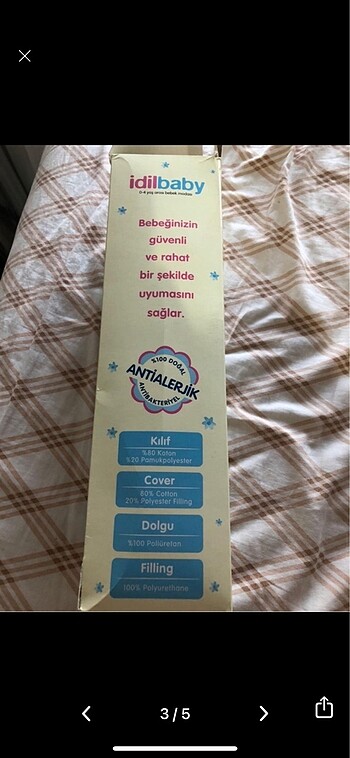 idilbaby
0-4 yaş arası bebek modası
Bebeğinizin
güvenli
ve rahat
bir şekilde
uyumasını
sağlar.
%100 DOĞAL
ANTİALERJİK
ANTİBAKTERİYEL
Kılıf
%80 Koton
%20 Pamukpolyester
Cover
80% Cotton
20% Polyester Filling
Dolgu
%100 Poliüretan
Filling
100% Polyurethane
3/5